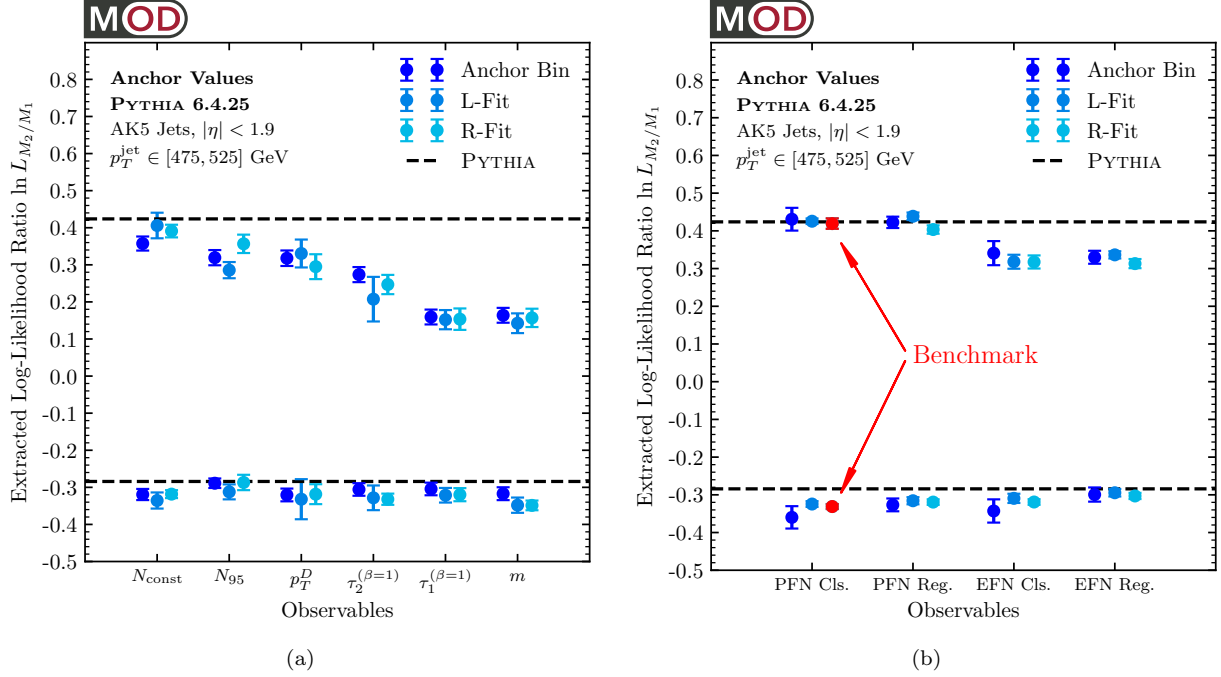 MOD
Anchor Values
PYTHIA 6.4.25
AK5 Jets, |η| < 1.9
p_T^jet ∈ [475, 525] GeV
Anchor Bin
L-Fit
R-Fit
PYTHIA
Extracted Log-Likelihood Ratio ln L_{M_2/M_1}
0.8
0.7
0.6
0.5
0.4
0.3
0.2
0.1
0.0
-0.1
-0.2
-0.3
-0.4
-0.5
N_const N_95 p_T^D τ_2^(β=1) τ_1^(β=1) m
Observables
(a)
MOD
Anchor Values
PYTHIA 6.4.25
AK5 Jets, |η| < 1.9
p_T^jet ∈ [475, 525] GeV
Anchor Bin
L-Fit
R-Fit
PYTHIA
Extracted Log-Likelihood Ratio ln L_{M_2/M_1}
0.8
0.7
0.6
0.5
0.4
0.3
0.2
0.1
0.0
-0.1
-0.2
-0.3
-0.4
-0.5
Benchmark
PFN Cls. PFN Reg. EFN Cls. EFN Reg.
Observables
(b)